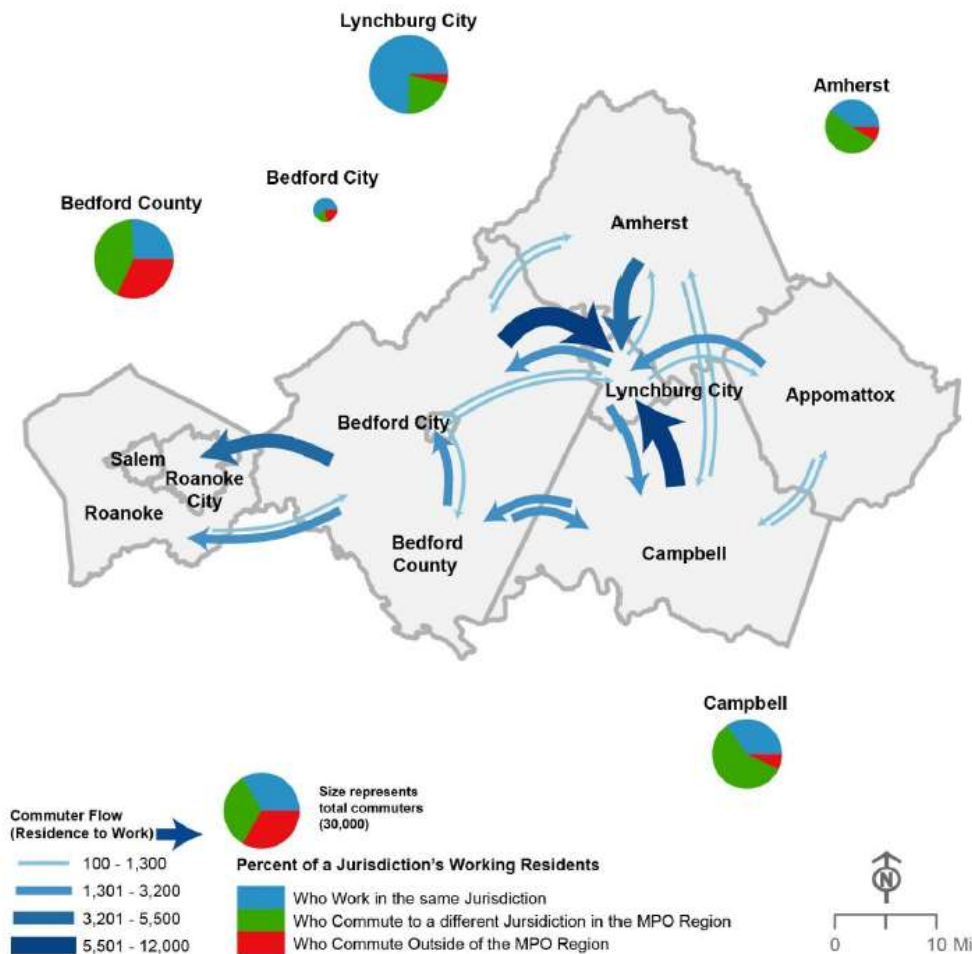 Lynchburg City
Amherst
Bedford City
Bedford County
Amherst
Lynchburg City
Appomattox
Bedford City
Salem
Roanoke
City
Roanoke
Bedford
County
Campbell
Campbell
Size represents
total commuters
(30,000)
Commuter Flow
(Residence to Work)
100 - 1,300
1,301 - 3,200
3,201 - 5,500
5,501 - 12,000
Percent of a Jurisdiction's Working Residents
Who Work in the same Jurisdiction
Who Commute to a different Jursidiction in the MPO Region
Who Commute Outside of the MPO Region
N
0 10 Mi